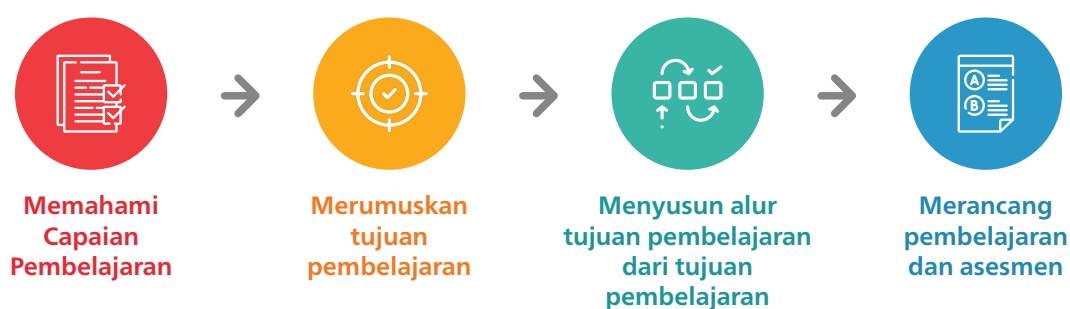 A
B
Memahami
Capaian
Pembelajaran
Merumuskan
tujuan
pembelajaran
Menyusun alur
tujuan pembelajaran
dari tujuan
pembelajaran
Merancang
pembelajaran
dan asesmen